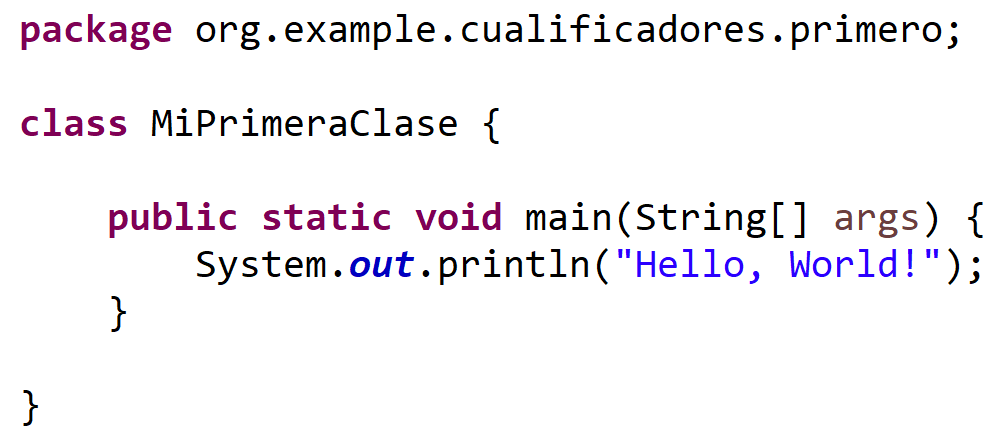 package org.example.cualificadores.primero;
class MiPrimeraClase {
public static void main(String[] args) {
System.out.println("Hello, World!");
}
}